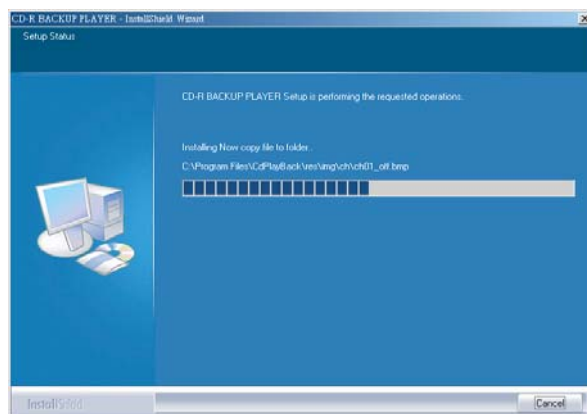 CD-R BACKUP PLAYER - InstallShield Wizard
Setup Status
CD-R BACKUP PLAYER Setup is performing the requested operations.
Installing Now copy file to folder..
C:\Program Files\CdPlayBack\res\img\ch\ch01_off.bmp
InstallShield
Cancel